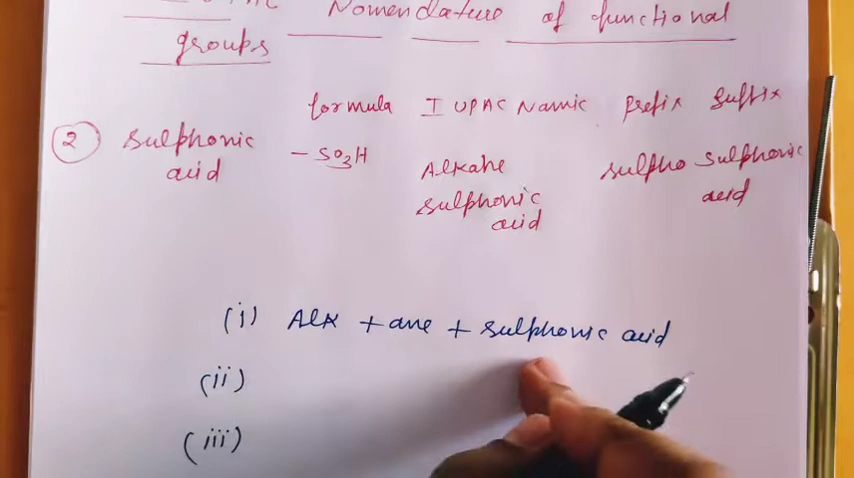 Nomenclature of functional
groups
formula IUPAC Namic prefix suffix
2 sulphonic acid - SO3H Alkane sulphonic acid sulpho sulphonic acid
(i) Alk + ane + sulphonic acid
(ii)
(iii)